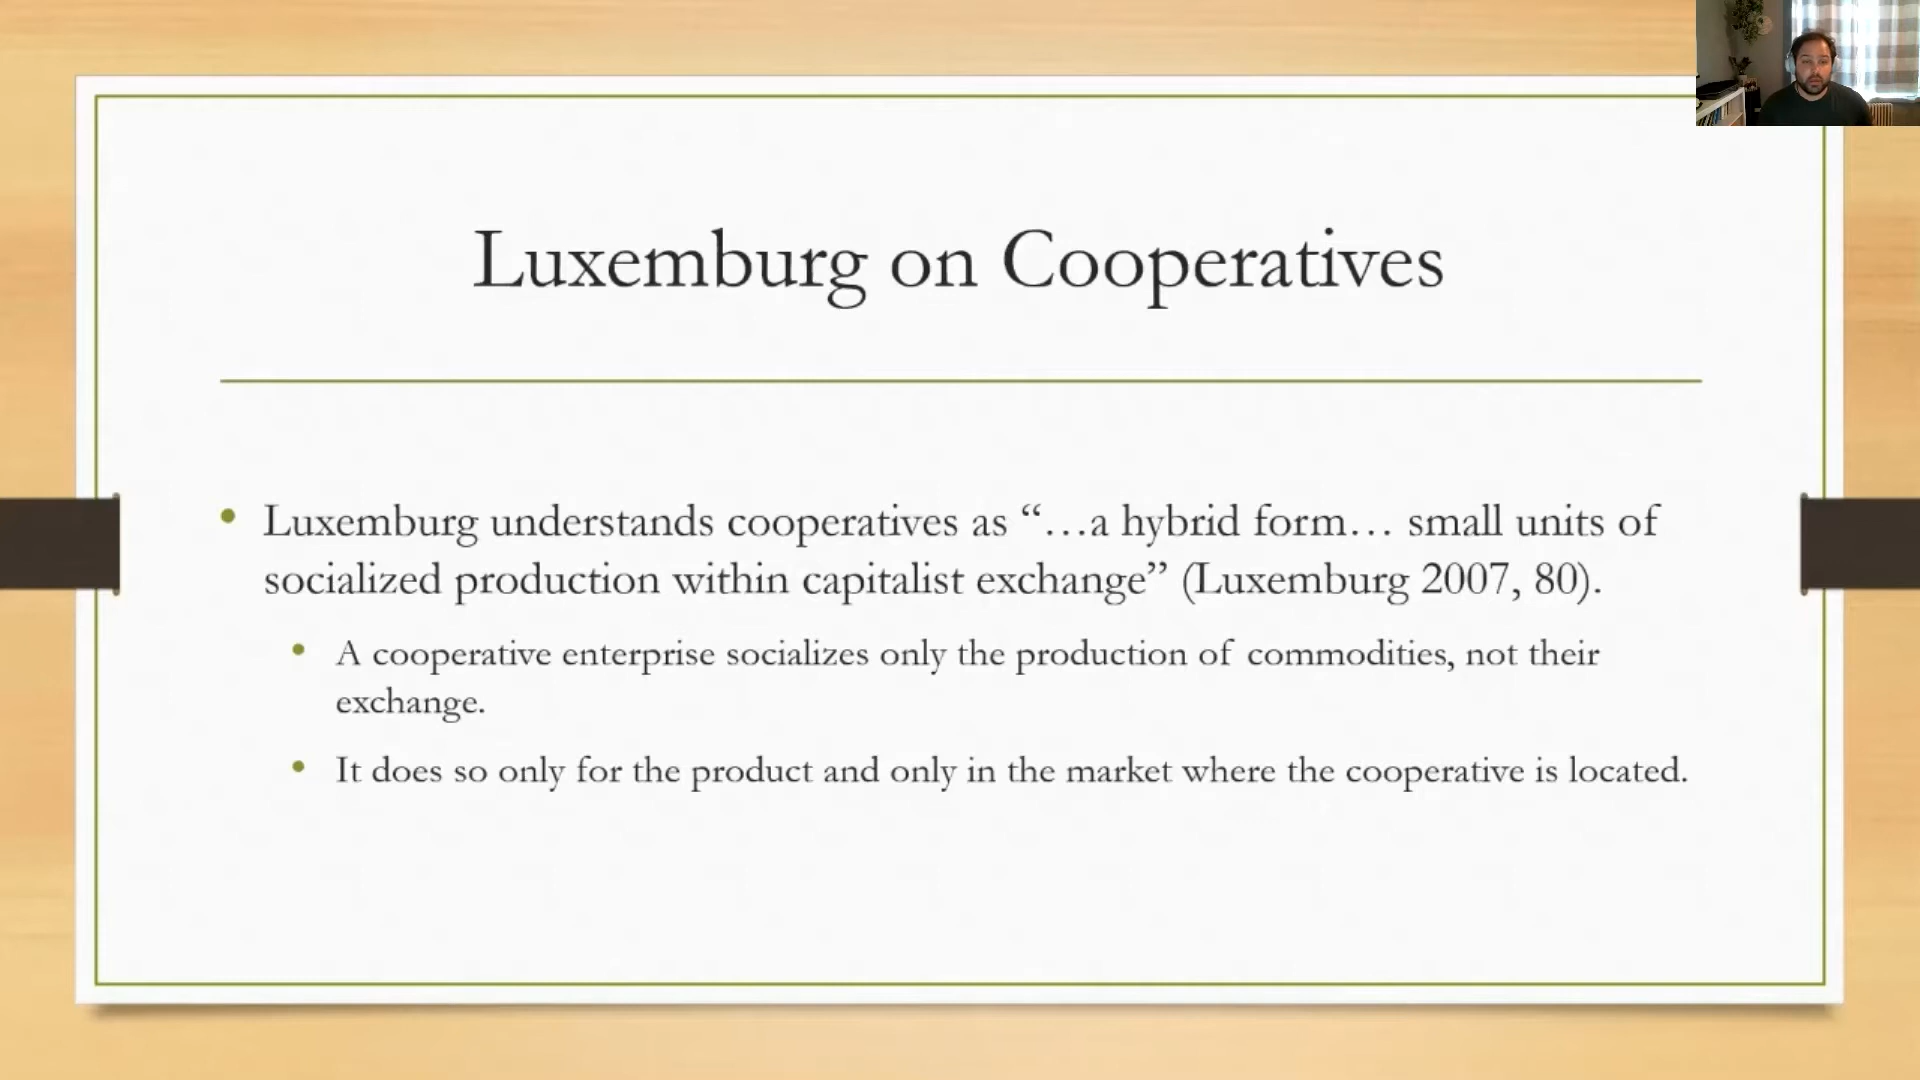 Luxemburg on Cooperatives
• Luxemburg understands cooperatives as “…a hybrid form… small units of
socialized production within capitalist exchange” (Luxemburg 2007, 80).
• A cooperative enterprise socializes only the production of commodities, not their
exchange.
• It does so only for the product and only in the market where the cooperative is located.